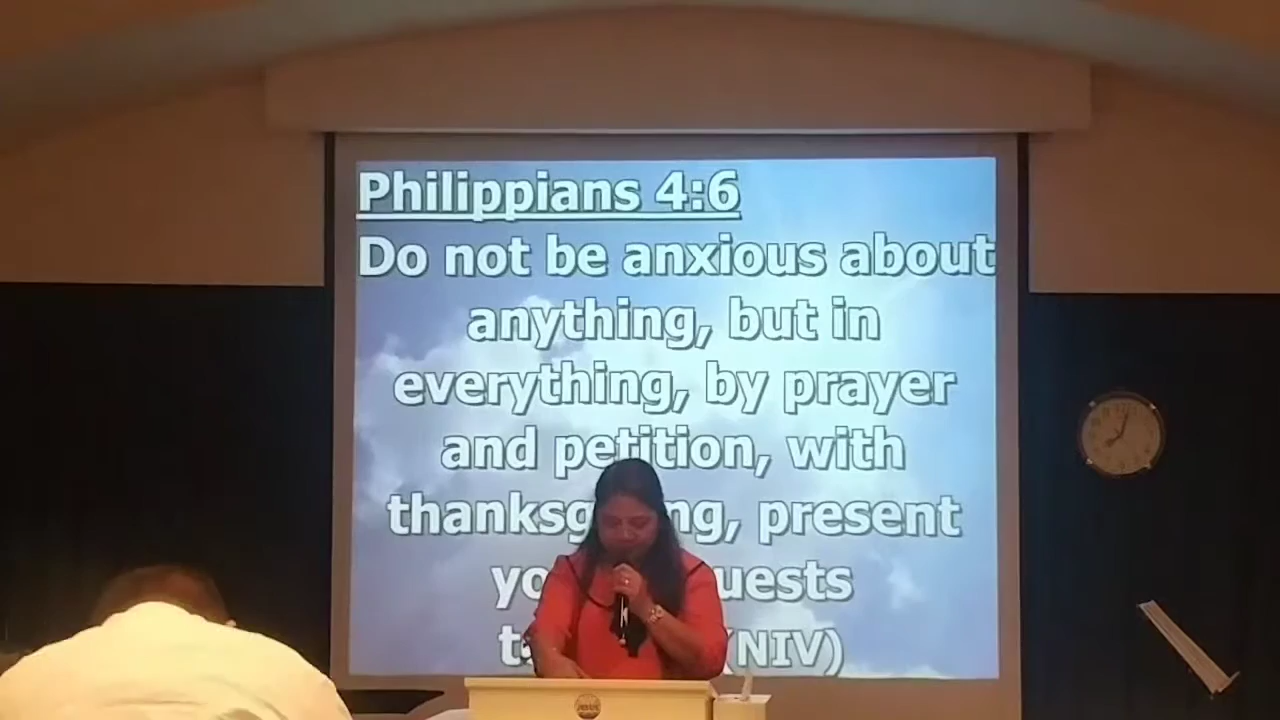 Philippians 4:6
Do not be anxious about
anything, but in
everything, by prayer
and petition, with
present
(NIV)